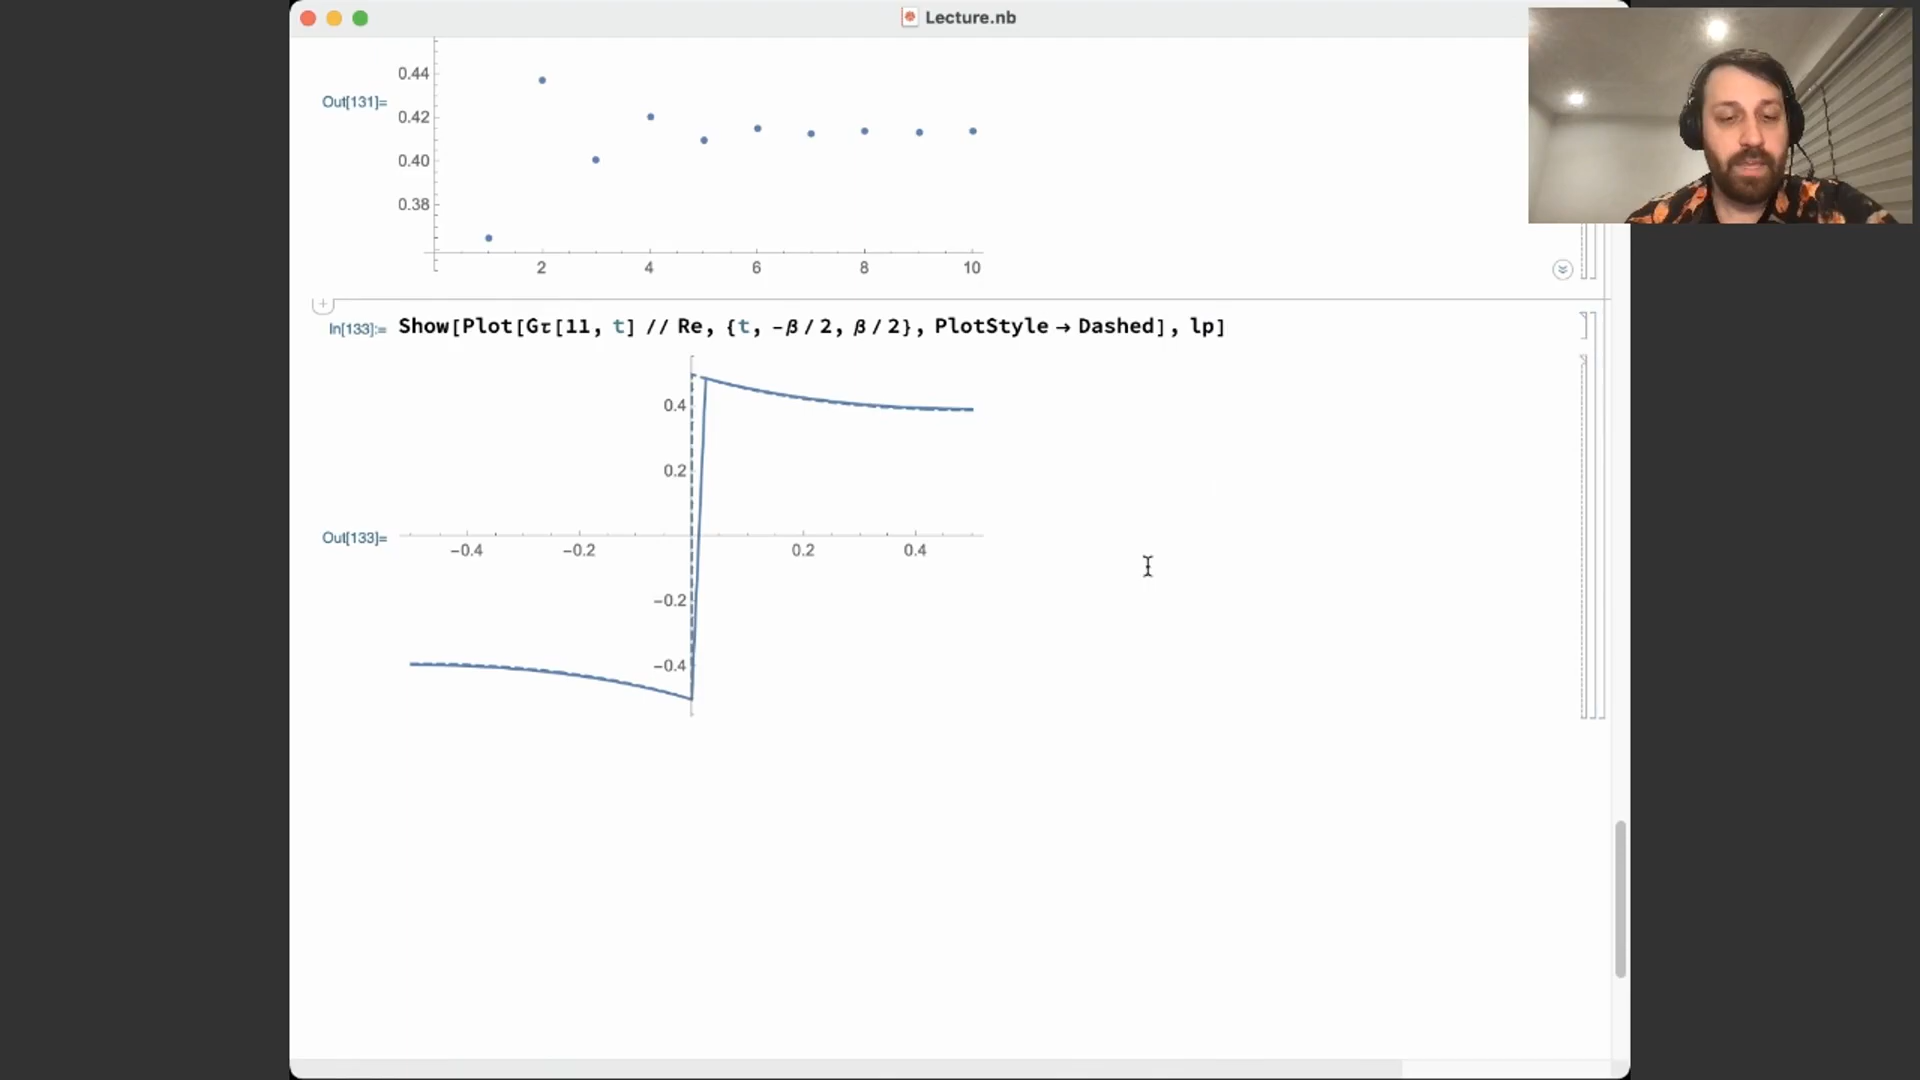 Lecture.nb
0.44
Out[131]=
0.42
0.40
0.38
2 4 6 8 10
In[133]:= Show[Plot[Gτ[11, t] // Re, {t, -β/2, β/2}, PlotStyle → Dashed], lp]
0.4
0.2
Out[133]=
-0.4 -0.2 0.2 0.4
-0.2
-0.4